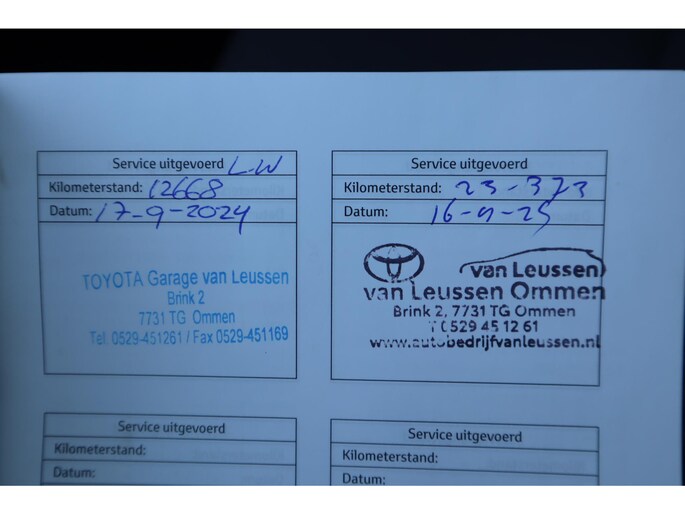 Service uitgevoerd L-W
Kilometerstand: 12668
Datum: 17-9-2024
TOYOTA Garage van Leussen
Brink 2
7731 TG Ommen
Tel. 0529-451261 / Fax 0529-451169
Service uitgevoerd
Kilometerstand: 23-373
Datum: 16-9-25
van Leussen
van Leussen Ommen
Brink 2, 7731 TG Ommen
T 0529 45 12 61
www.autobedrijfvanleussen.nl
Service uitgevoerd
Kilometerstand:
Datum:
Service uitgevoerd
Kilometerstand:
Datum: